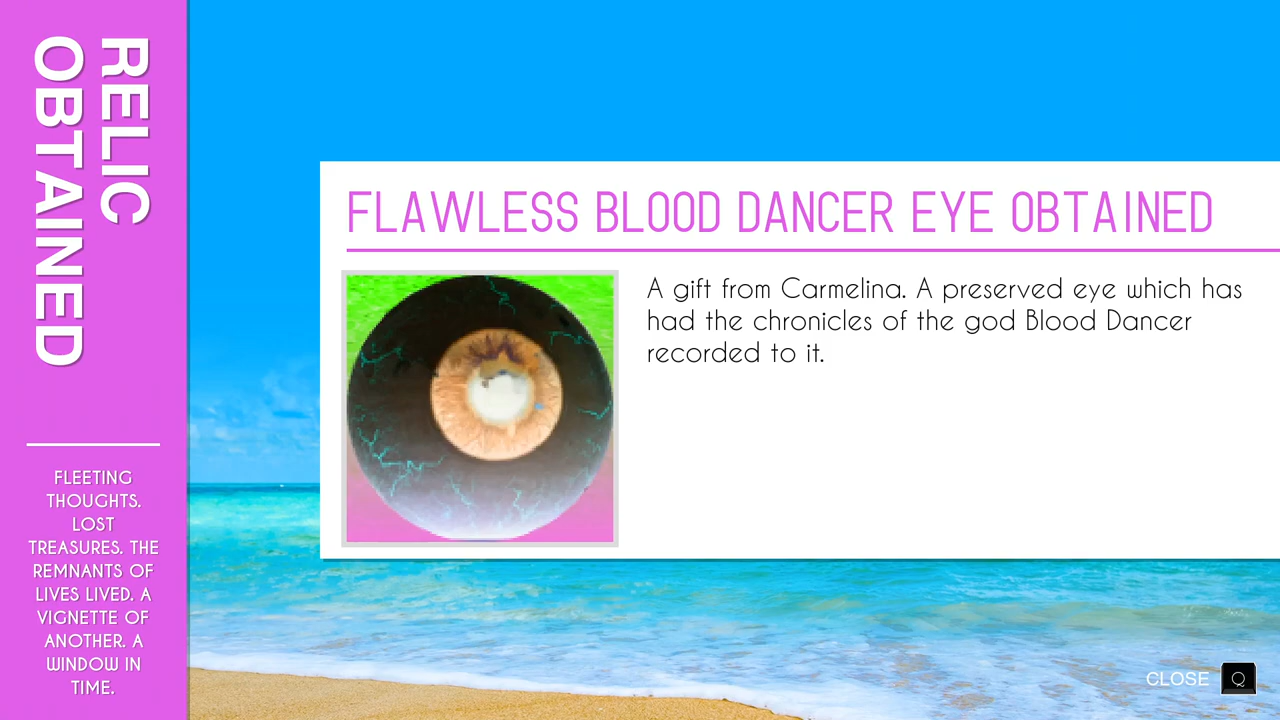 RELIC
OBTAINED
FLEETING
THOUGHTS.
LOST
TREASURES. THE
REMNANTS OF
LIVES LIVED. A
VIGNETTE OF
ANOTHER. A
WINDOW IN
TIME.
FLAWLESS BLOOD DANCER EYE OBTAINED
A gift from Carmelina. A preserved eye which has
had the chronicles of the god Blood Dancer
recorded to it.
CLOSE Q